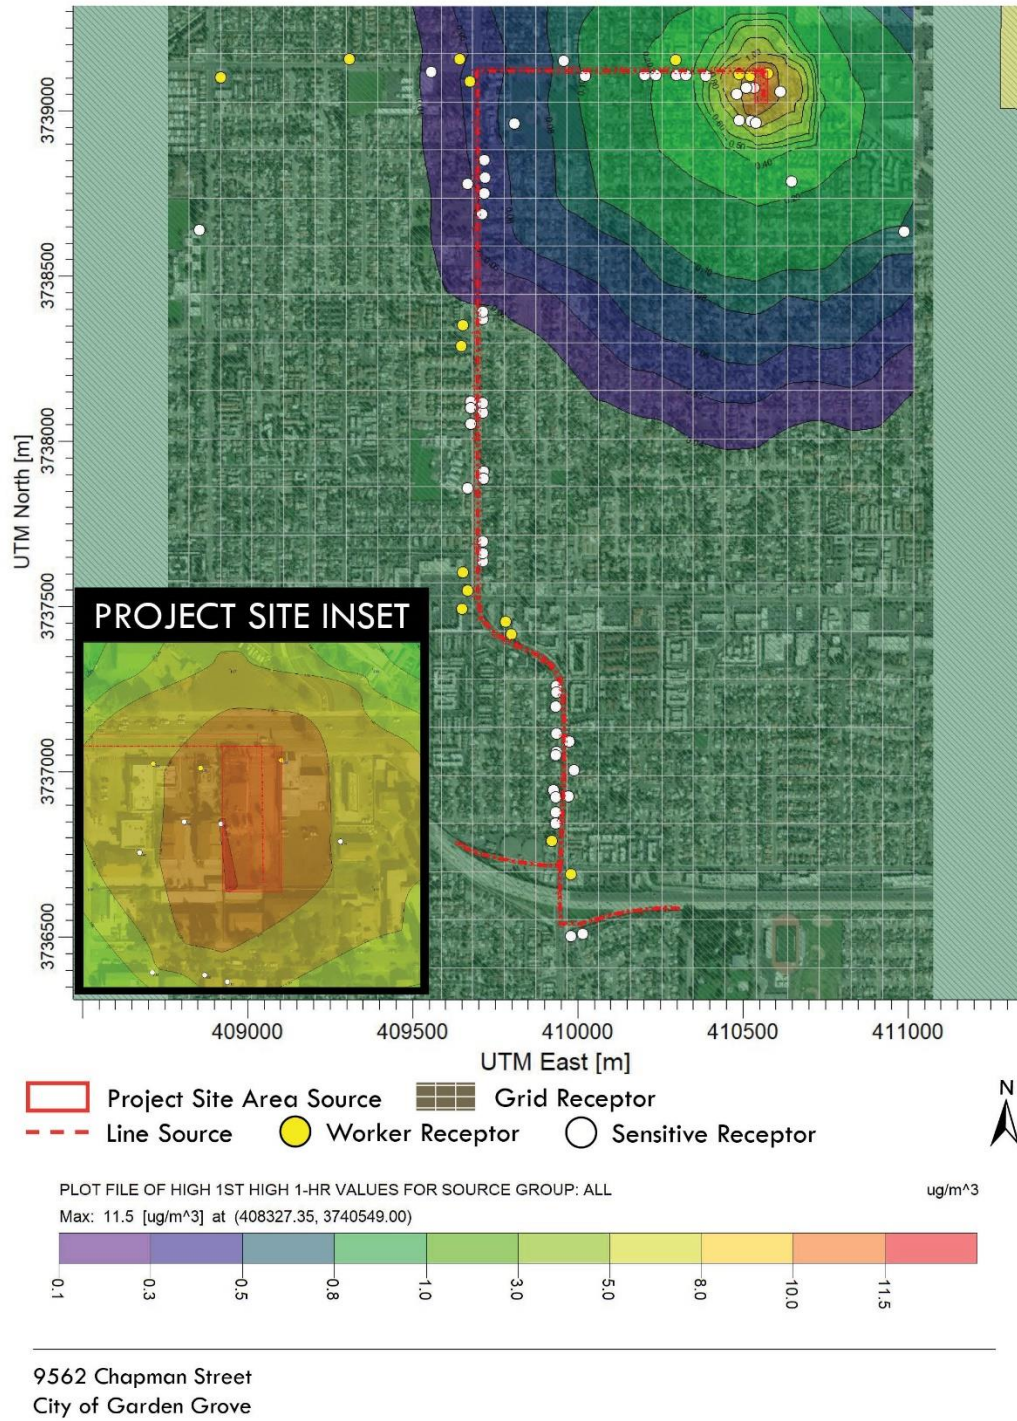 3739000
3738500
3738000
3737500
3737000
3736500
UTM North [m]
0.50
0.40
PROJECT SITE INSET
409000
409500
410000
410500
411000
UTM East [m]
Project Site Area Source
Grid Receptor
Line Source
Worker Receptor
Sensitive Receptor
N
PLOT FILE OF HIGH 1ST HIGH 1-HR VALUES FOR SOURCE GROUP: ALL
ug/m^3
Max: 11.5 [ug/m^3] at (408327.35, 3740549.00)
0.1
0.3
0.5
0.8
1.0
3.0
5.0
8.0
10.0
11.5
9562 Chapman Street
City of Garden Grove